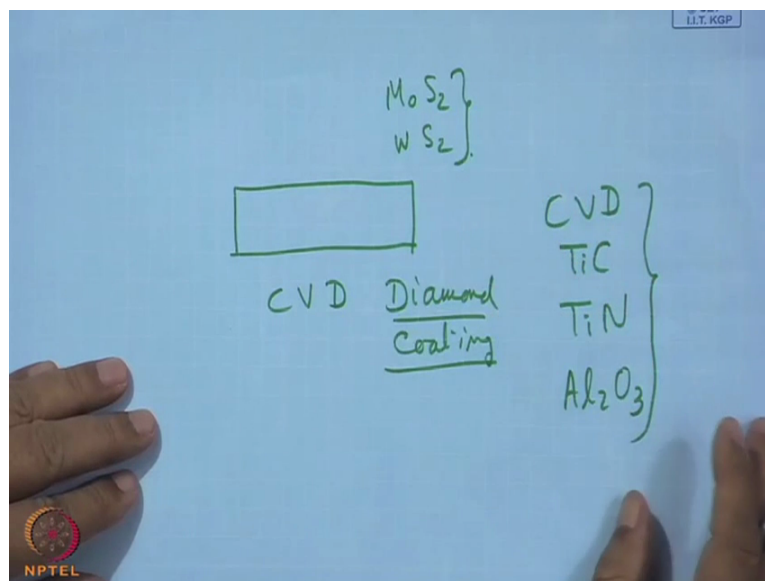 I.I.T. KGP
MoS2
WS2
CVD
TiC
TiN
Al2O3
CVD Diamond
Coating
NPTEL